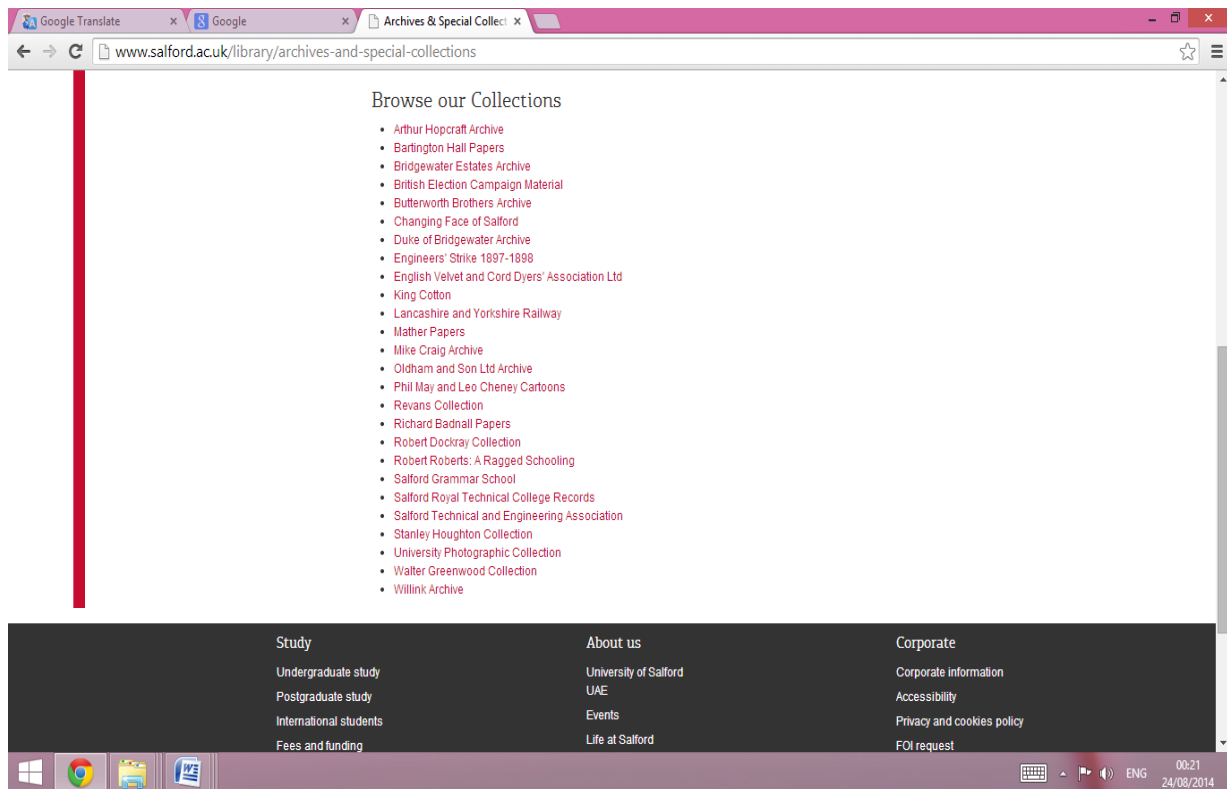 Google Translate
Google
Archives & Special Collect
www.salford.ac.uk/library/archives-and-special-collections
Browse our Collections
Arthur Hopcraft Archive
Bartington Hall Papers
Bridgewater Estates Archive
British Election Campaign Material
Butterworth Brothers Archive
Changing Face of Salford
Duke of Bridgewater Archive
Engineers' Strike 1897-1898
English Velvet and Cord Dyers' Association Ltd
King Cotton
Lancashire and Yorkshire Railway
Mather Papers
Mike Craig Archive
Oldham and Son Ltd Archive
Phil May and Leo Cheney Cartoons
Revans Collection
Richard Badnall Papers
Robert Dockray Collection
Robert Roberts: A Ragged Schooling
Salford Grammar School
Salford Royal Technical College Records
Salford Technical and Engineering Association
Stanley Houghton Collection
University Photographic Collection
Walter Greenwood Collection
Willink Archive
Study
Undergraduate study
Postgraduate study
International students
Fees and funding
About us
University of Salford
UAE
Events
Life at Salford
Corporate
Corporate information
Accessibility
Privacy and cookies policy
FOI request
ENG
00:21
24/08/2014